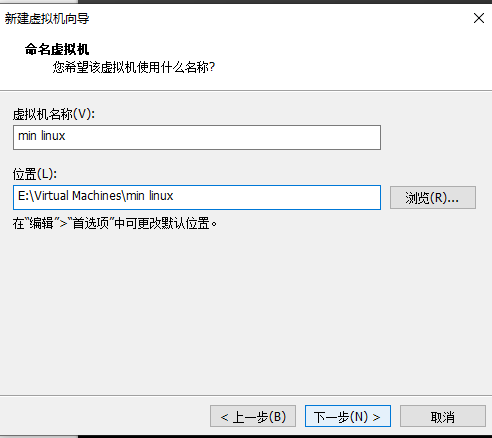 新建虚拟机向导
命名虚拟机
您希望该虚拟机使用什么名称?
虚拟机名称(V):
min linux
位置(L):
E:\Virtual Machines\min linux
浏览(R)...
在“编辑”>“首选项”中可更改默认位置。
< 上一步(B)
下一步(N) >
取消